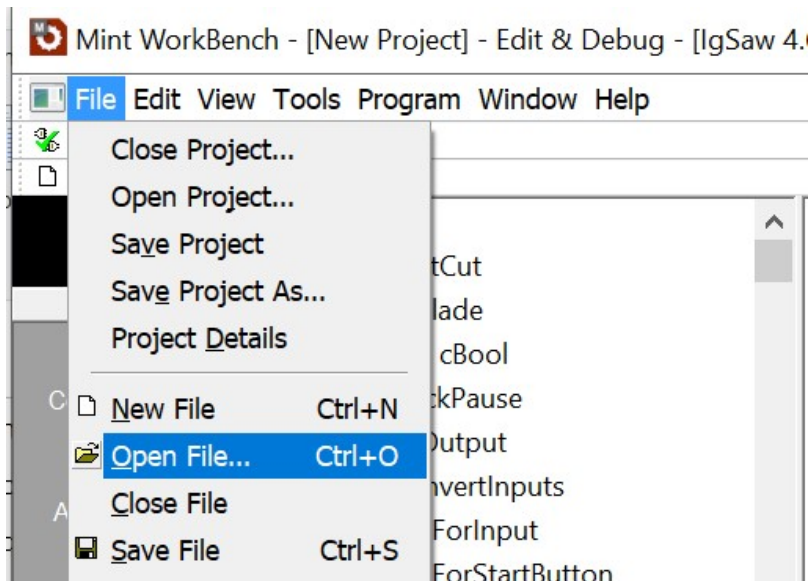 Mint WorkBench - [New Project] - Edit & Debug - [IgSaw 4.
File Edit View Tools Program Window Help
Close Project...
Open Project...
Save Project
Save Project As...
Project Details
New File Ctrl+N
Open File... Ctrl+O
Close File
Save File Ctrl+S
tCut
lade
cBool
ckPause
Output
nvertInputs
ForInput
ForStartButton